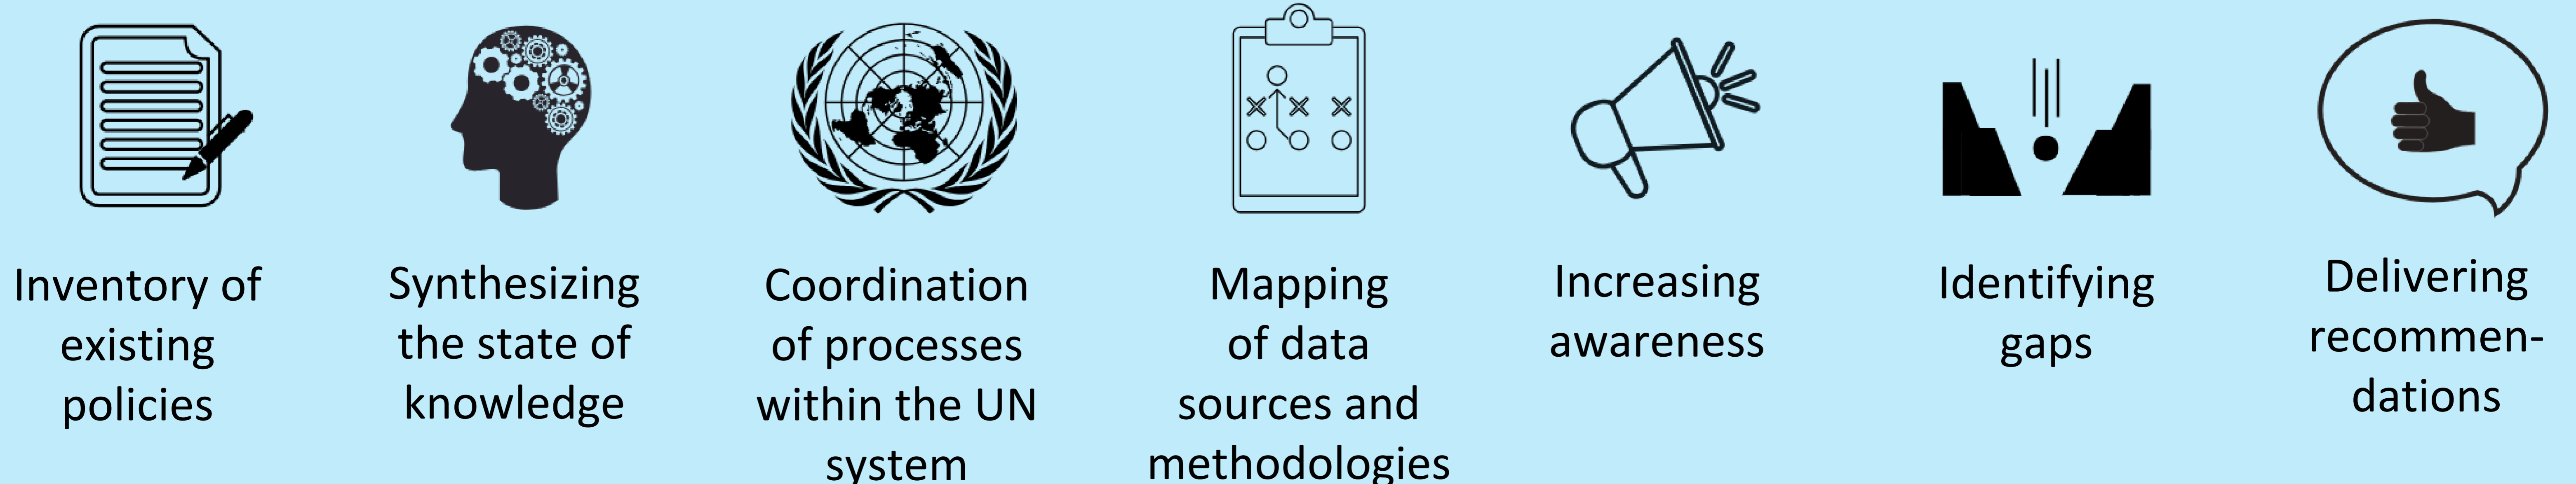 Inventory of
existing
policies
Synthesizing
the state of
knowledge
Coordination
of processes
within the UN
system
Mapping
of data
sources and
methodologies
Increasing
awareness
Identifying
gaps
Delivering
recommen-
dations